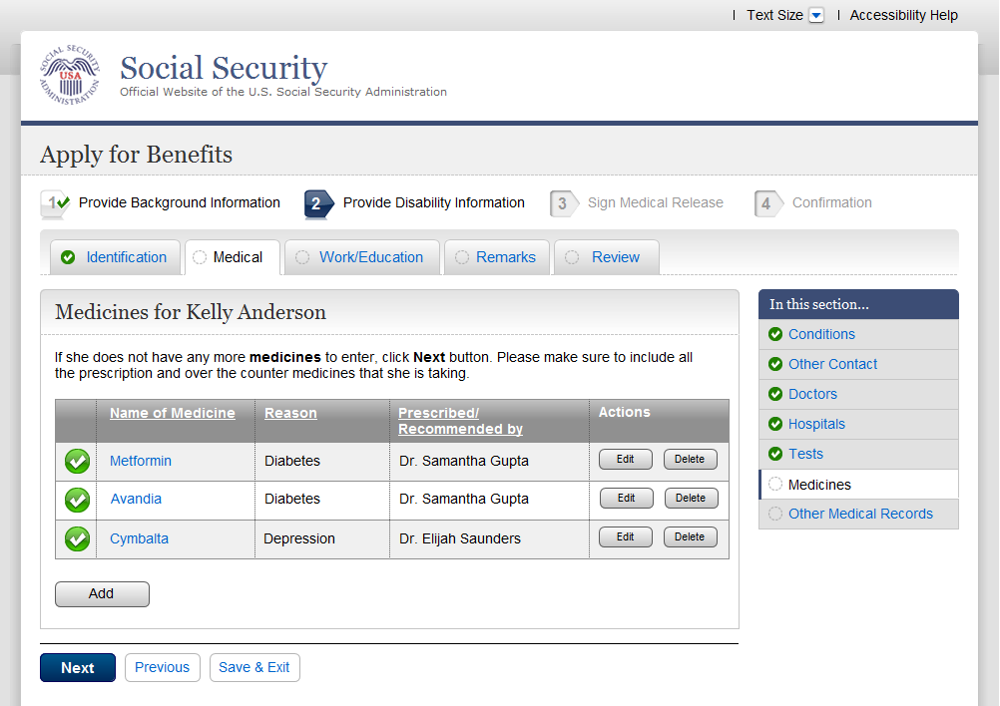 Text Size
Accessibility Help
SOCIAL SECURITY ADMINISTRATION
USA
Social Security
Official Website of the U.S. Social Security Administration
Apply for Benefits
1 Provide Background Information
2 Provide Disability Information
3 Sign Medical Release
4 Confirmation
Identification
Medical
Work/Education
Remarks
Review
Medicines for Kelly Anderson
If she does not have any more medicines to enter, click Next button. Please make sure to include all
the prescription and over the counter medicines that she is taking.
Name of Medicine Reason Prescribed/ Actions
Recommended by
Metformin Diabetes Dr. Samantha Gupta Edit Delete
Avandia Diabetes Dr. Samantha Gupta Edit Delete
Cymbalta Depression Dr. Elijah Saunders Edit Delete
Add
Next Previous Save & Exit
In this section...
Conditions
Other Contact
Doctors
Hospitals
Tests
Medicines
Other Medical Records